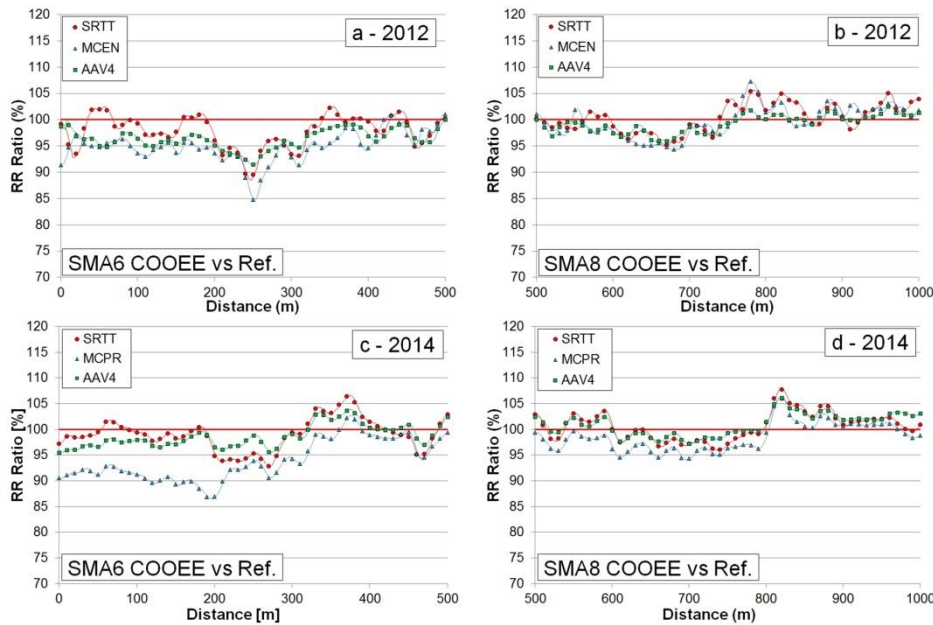 a - 2012
SRTT
MCEN
AAV4
RR Ratio (%)
120
115
110
105
100
95
90
85
80
75
70
SMA6 COOEE vs Ref.
0 100 200 300 400 500
Distance (m)
b - 2012
SRTT
MCEN
AAV4
RR Ratio (%)
120
115
110
105
100
95
90
85
80
75
70
SMA8 COOEE vs Ref.
500 600 700 800 900 1000
Distance (m)
c - 2014
SRTT
MCPR
AAV4
RR Ratio [%]
120
115
110
105
100
95
90
85
80
75
70
SMA6 COOEE vs Ref.
0 100 200 300 400 500
Distance [m]
d - 2014
SRTT
MCPR
AAV4
RR Ratio (%)
120
115
110
105
100
95
90
85
80
75
70
SMA8 COOEE vs Ref.
500 600 700 800 900 1000
Distance (m)